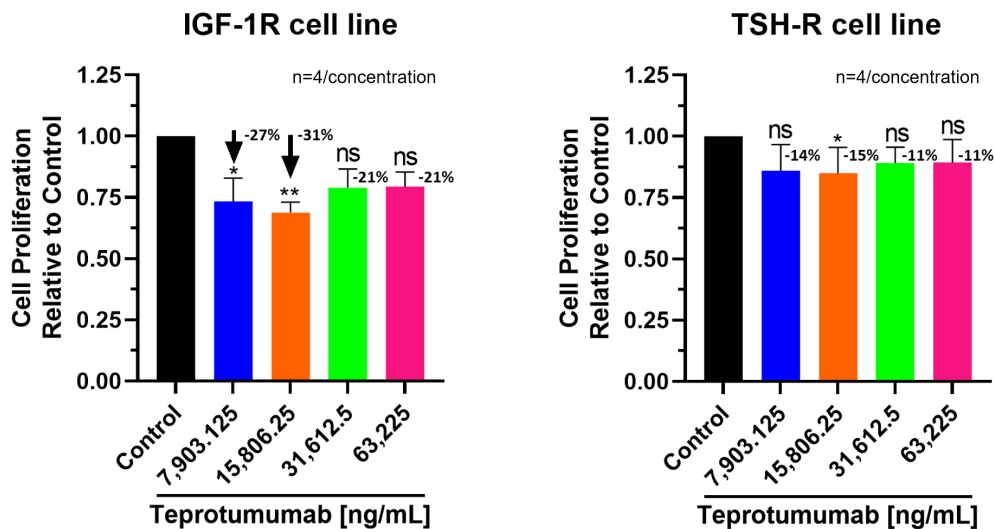 IGF-1R cell line
n=4/concentration
Cell Proliferation
Relative to Control
1.25
1.00
0.75
0.50
0.25
0.00
-27%
-31%
*
**
ns
-21%
ns
-21%
Control
7,903.125
15,806.25
31,612.5
63,225
Teprotumumab [ng/mL]
TSH-R cell line
n=4/concentration
Cell Proliferation
Relative to Control
1.25
1.00
0.75
0.50
0.25
0.00
ns
-14%
*
-15%
ns
-11%
ns
-11%
Control
7,903.125
15,806.25
31,612.5
63,225
Teprotumumab [ng/mL]